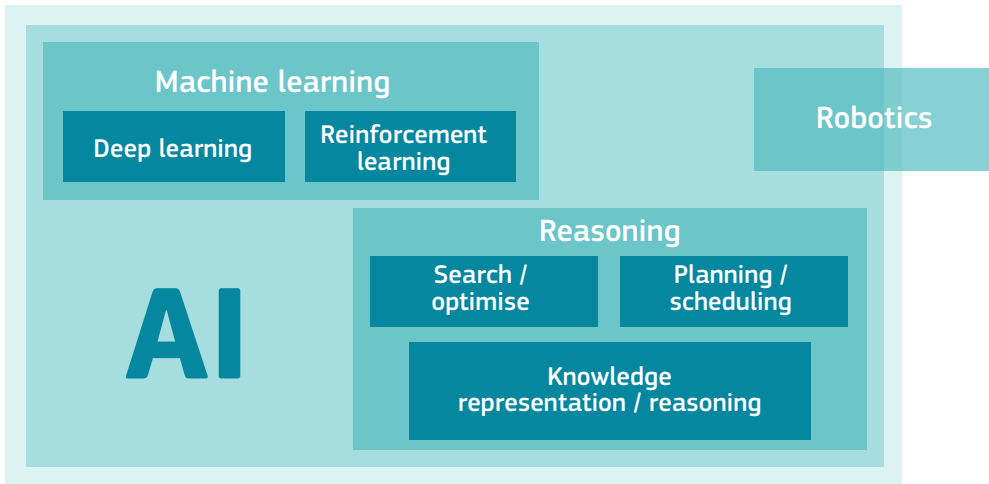 Machine learning
Deep learning
Reinforcement
learning
Robotics
Reasoning
Search /
optimise
Planning /
scheduling
Knowledge
representation / reasoning
AI